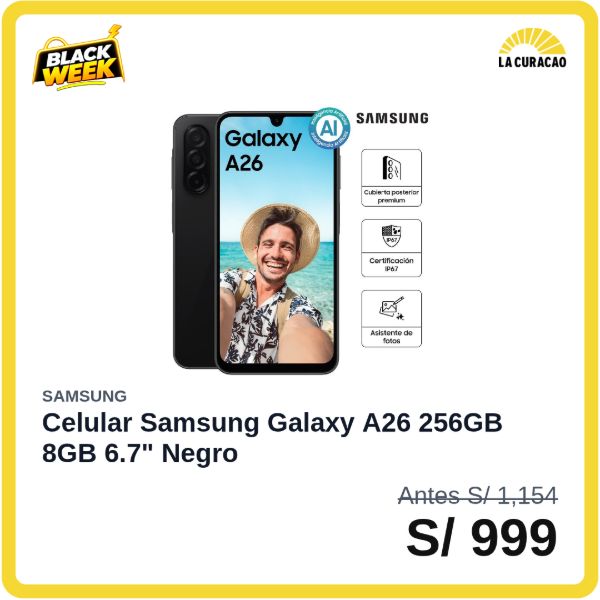 BLACK
WEEK
LA CURACAO
Galaxy
A26
AI
SAMSUNG
Cubierta posterior
premium
IP67
Certificación
IP67
Asistente de
fotos
SAMSUNG
Celular Samsung Galaxy A26 256GB
8GB 6.7" Negro
Antes S/ 1,154
S/ 999